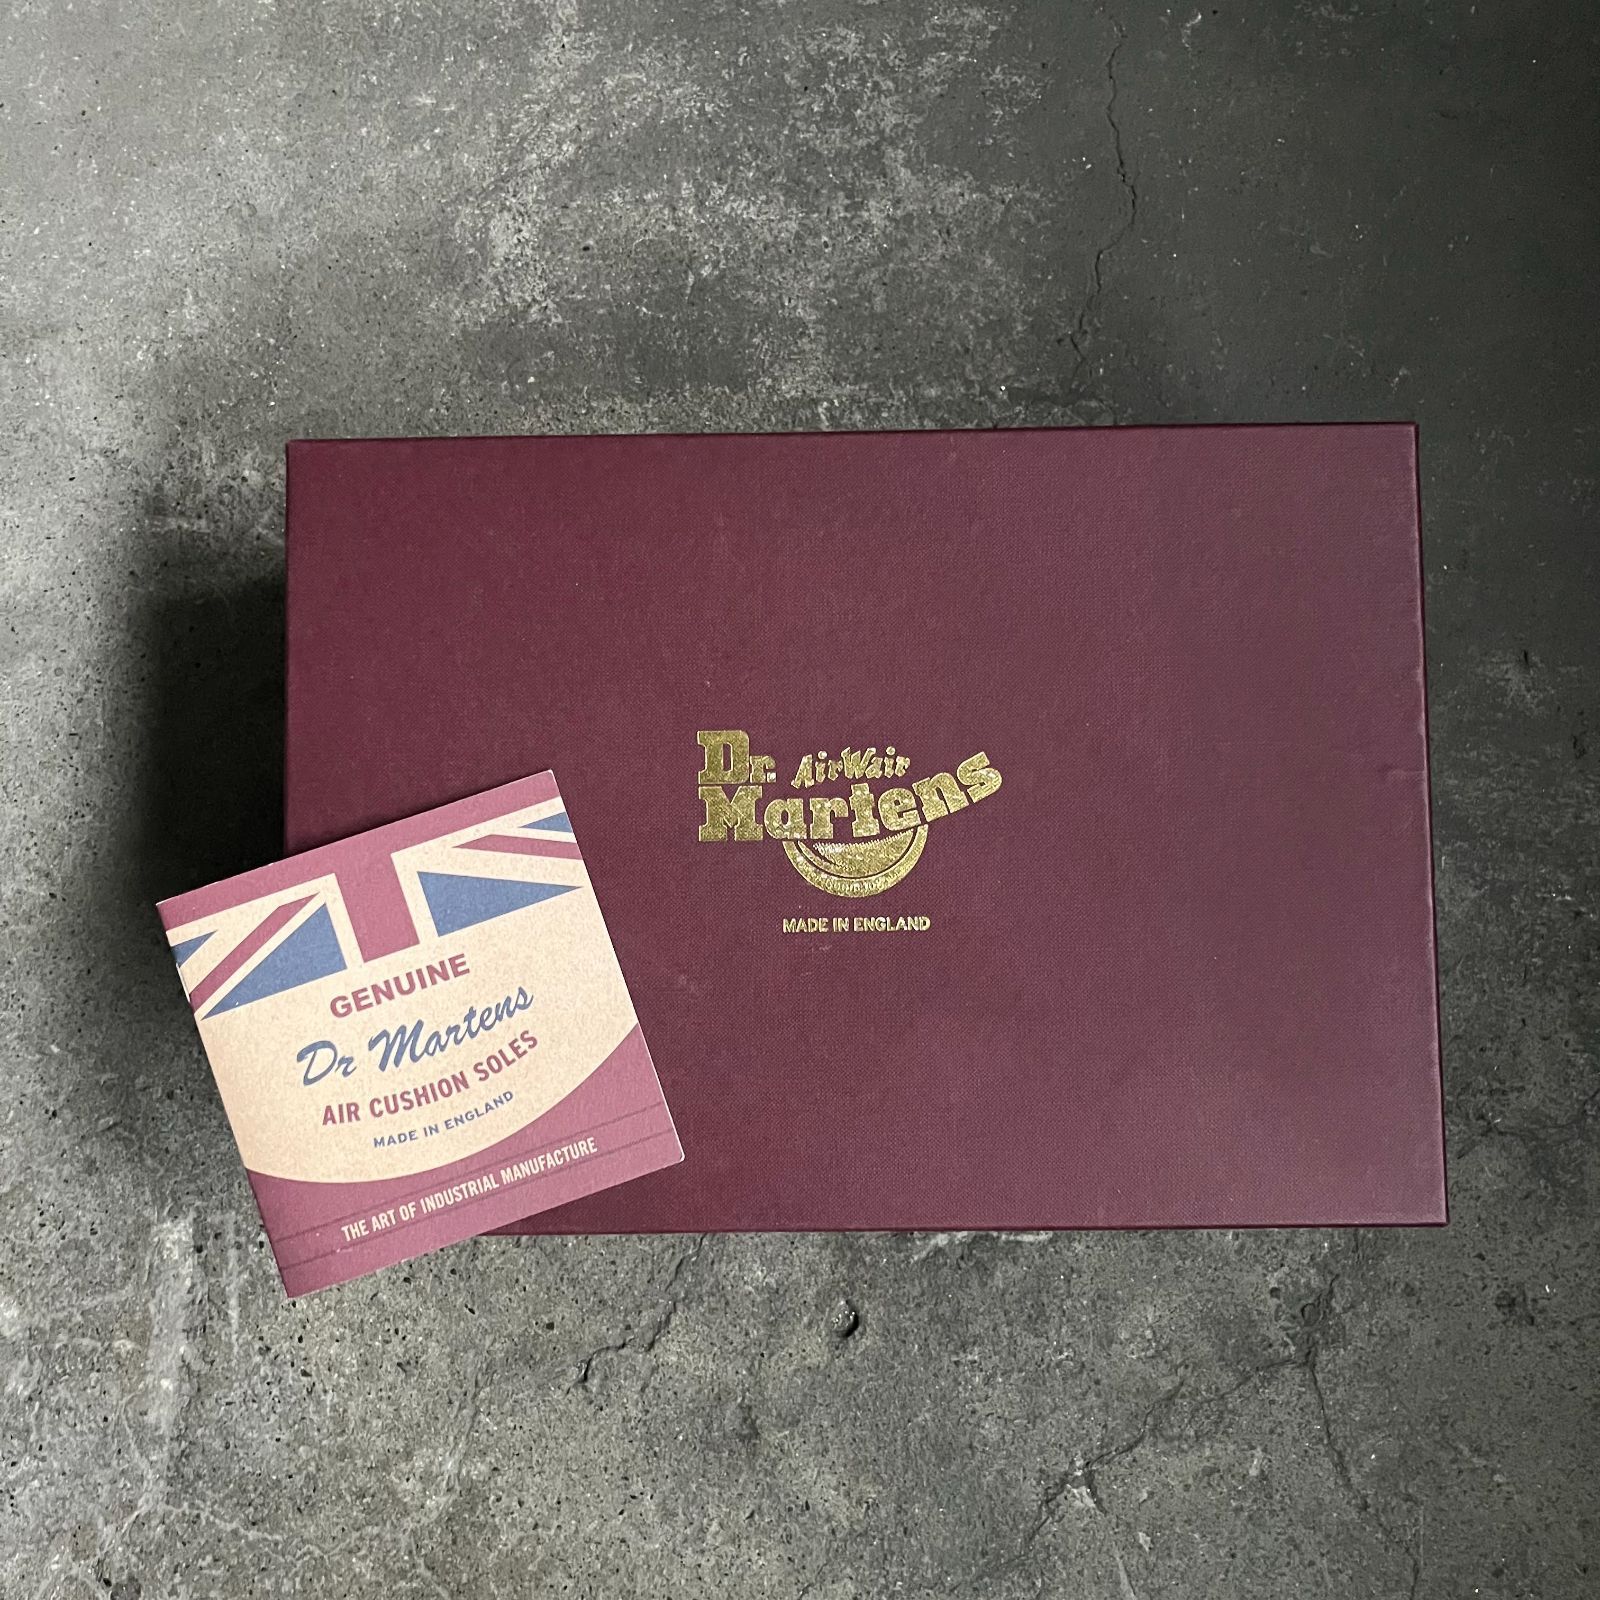 Dr. AirWair
Martens
MADE IN ENGLAND
GENUINE
Dr Martens
AIR CUSHION SOLES
MADE IN ENGLAND
THE ART OF INDUSTRIAL MANUFACTURE